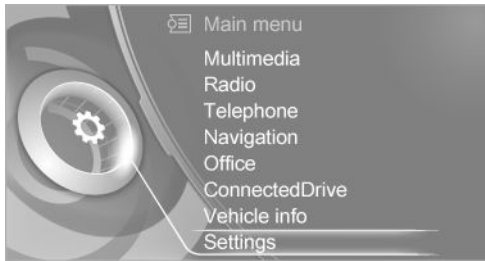 Main menu
Multimedia
Radio
Telephone
Navigation
Office
ConnectedDrive
Vehicle info
Settings